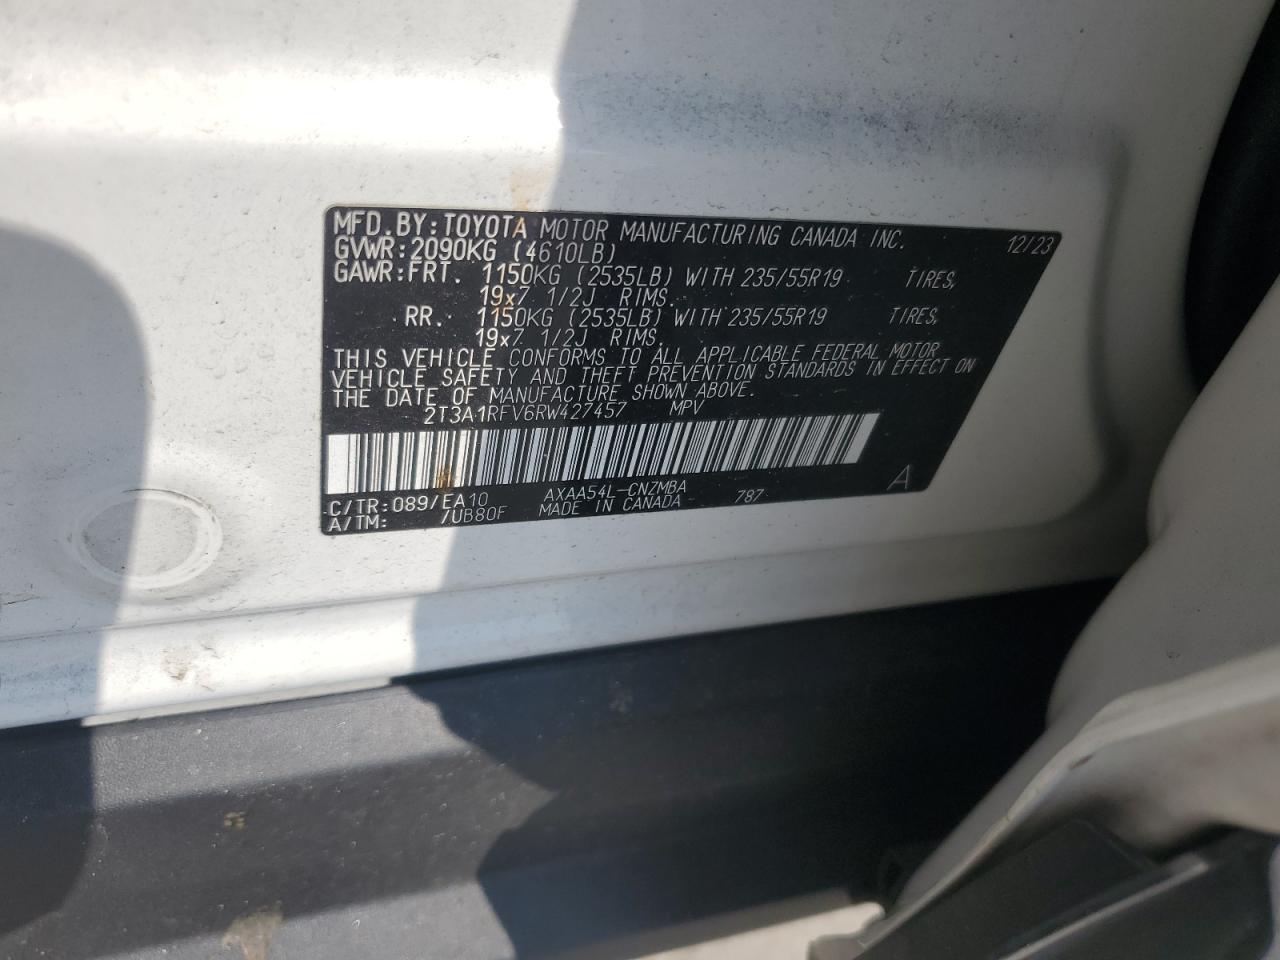 MFD.BY:TOYOTA MOTOR MANUFACTURING CANADA INC. 12/23
GVWR:2090KG (4610LB)
GAWR:FRT. 1150KG (2535LB) WITH 235/55R19 TIRES,
19x7 1/2J RIMS.
RR. 1150KG (2535LB) WITH 235/55R19 TIRES,
19x7 1/2J RIMS.
THIS VEHICLE CONFORMS TO ALL APPLICABLE FEDERAL MOTOR
VEHICLE SAFETY AND THEFT PREVENTION STANDARDS IN EFFECT ON
THE DATE OF MANUFACTURE SHOWN ABOVE.
2T3A1RFV6RW427457 MPV
C/TR:089/EA10 AXAA54L-CNZMBA 787 A
A/TM: /UB80F MADE IN CANADA